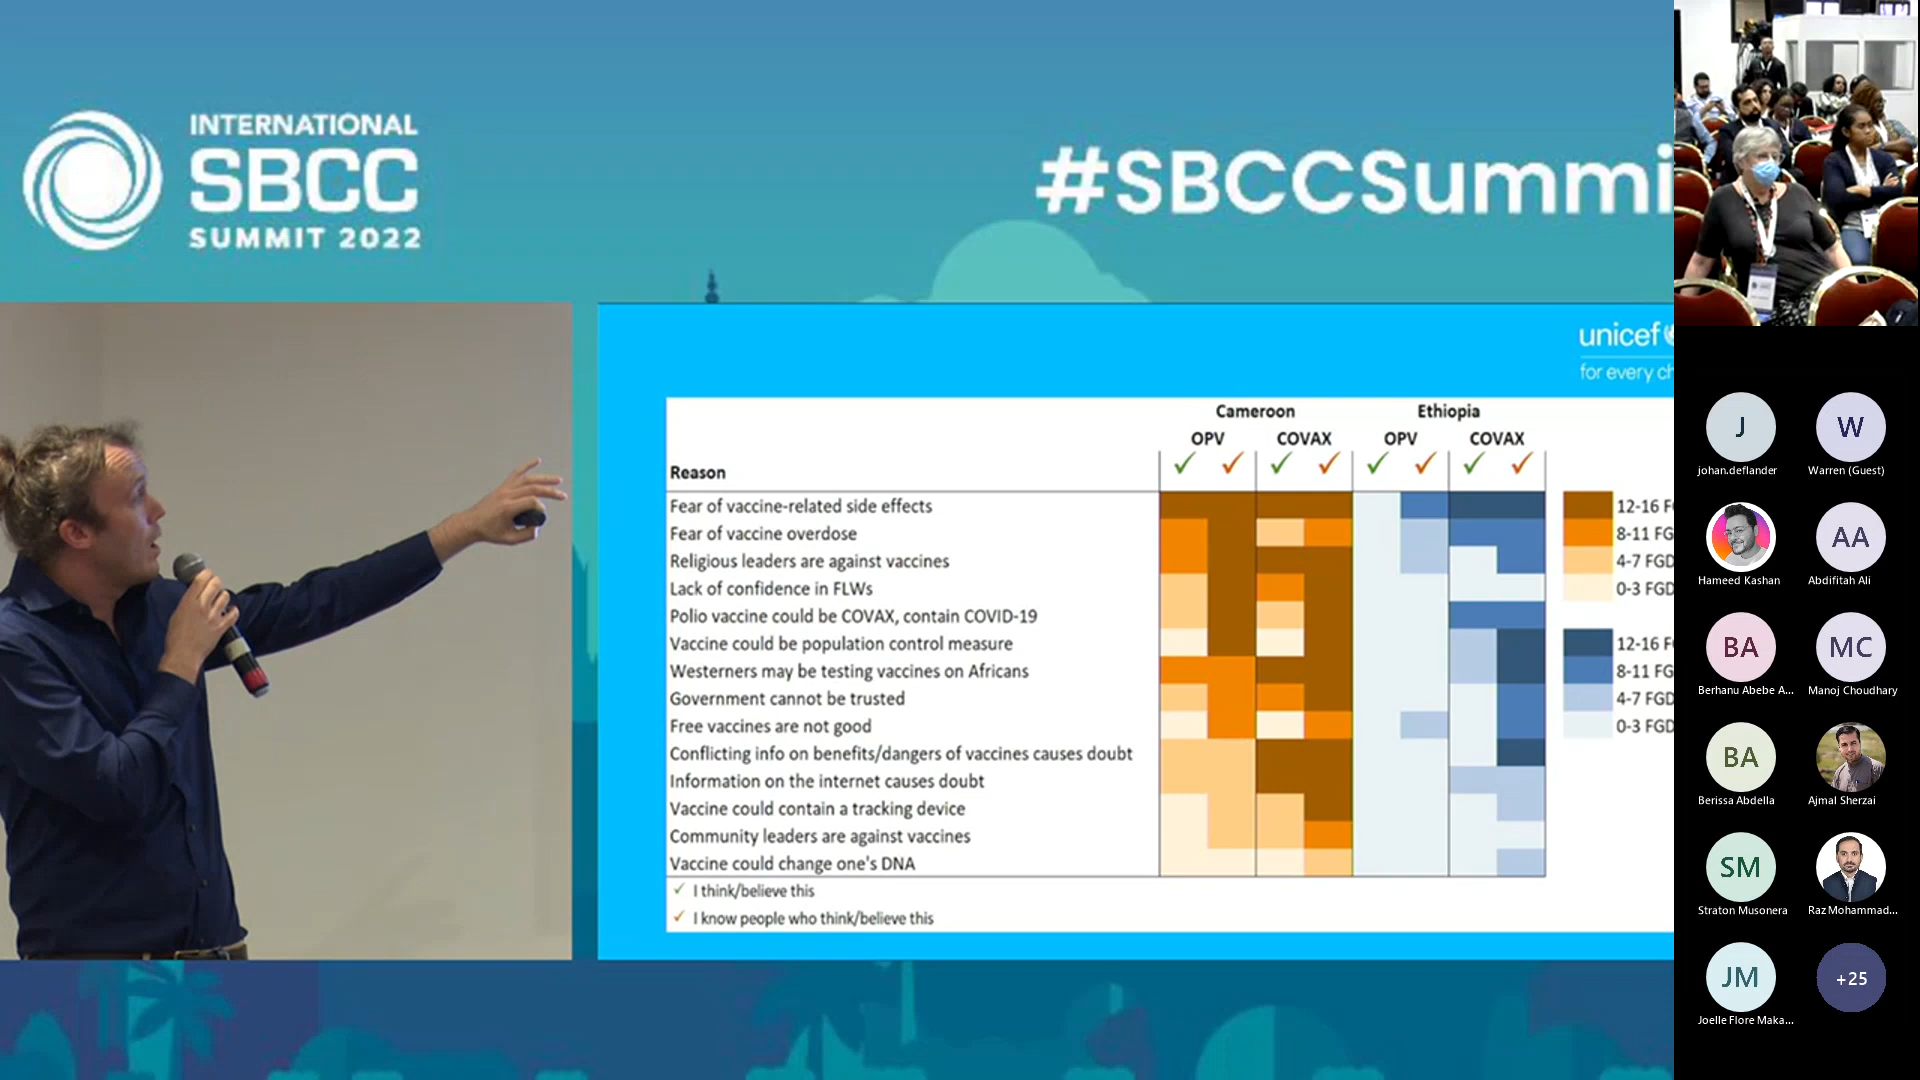 INTERNATIONAL
SBCC
SUMMIT 2022
#SBCCSummi
unicef
for every ch
Cameroon Ethiopia
OPV COVAX OPV COVAX
✓ ✓ ✓ ✓ ✓ ✓ ✓ ✓
Reason
Fear of vaccine-related side effects
Fear of vaccine overdose
Religious leaders are against vaccines
Lack of confidence in FLWs
Polio vaccine could be COVAX, contain COVID-19
Vaccine could be population control measure
Westerners may be testing vaccines on Africans
Government cannot be trusted
Free vaccines are not good
Conflicting info on benefits/dangers of vaccines causes doubt
Information on the internet causes doubt
Vaccine could contain a tracking device
Community leaders are against vaccines
Vaccine could change one's DNA
✓ I think/believe this
✓ I know people who think/believe this
12-16 F
8-11 FG
4-7 FGD
0-3 FGD
12-16 F
8-11 FG
4-7 FGD
0-3 FGD
J W
johan.deflander Warren (Guest)
AA
Hameed Kashan Abdifitah Ali
BA MC
Berhanu Abebe A... Manoj Choudhary
BA
Berissa Abdella Ajmal Sherzai
SM
Straton Musonera Raz Mohammad...
JM +25
Joelle Flore Maka...